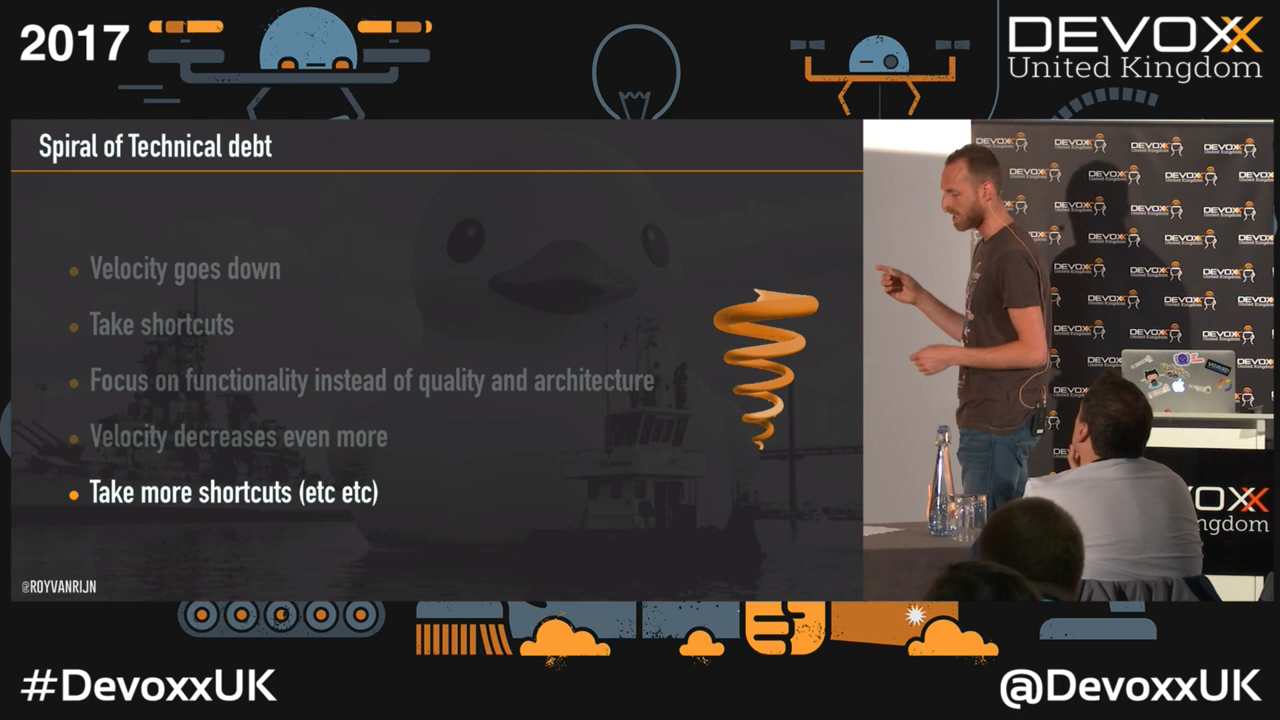 2017
DEVOXX
United Kingdom
Spiral of Technical debt
Velocity goes down
Take shortcuts
Focus on functionality instead of quality and architecture
Velocity decreases even more
Take more shortcuts (etc etc)
@ROYVANRIJN
#DevoxxUK
@DevoxxUK